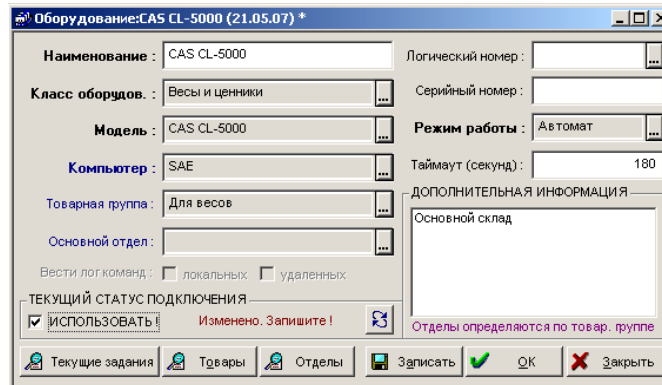 Оборудование:CAS CL-5000 (21.05.07) *
Наименование : CAS CL-5000
Логический номер :
Класс оборудов. : Весы и ценники
Серийный номер :
Модель : CAS CL-5000
Режим работы : Автомат
Компьютер : SAE
Таймаут (секунд) : 180
Товарная группа : Для весов
ДОПОЛНИТЕЛЬНАЯ ИНФОРМАЦИЯ
Основной склад
Основной отдел :
Вести лог команд : локальных удаленных
ТЕКУЩИЙ СТАТУС ПОДКЛЮЧЕНИЯ
ИСПОЛЬЗОВАТЬ ! Изменено. Запишите !
Отделы определяются по товар. группе
Текущие задания Товары Отделы Записать OK Закрыть